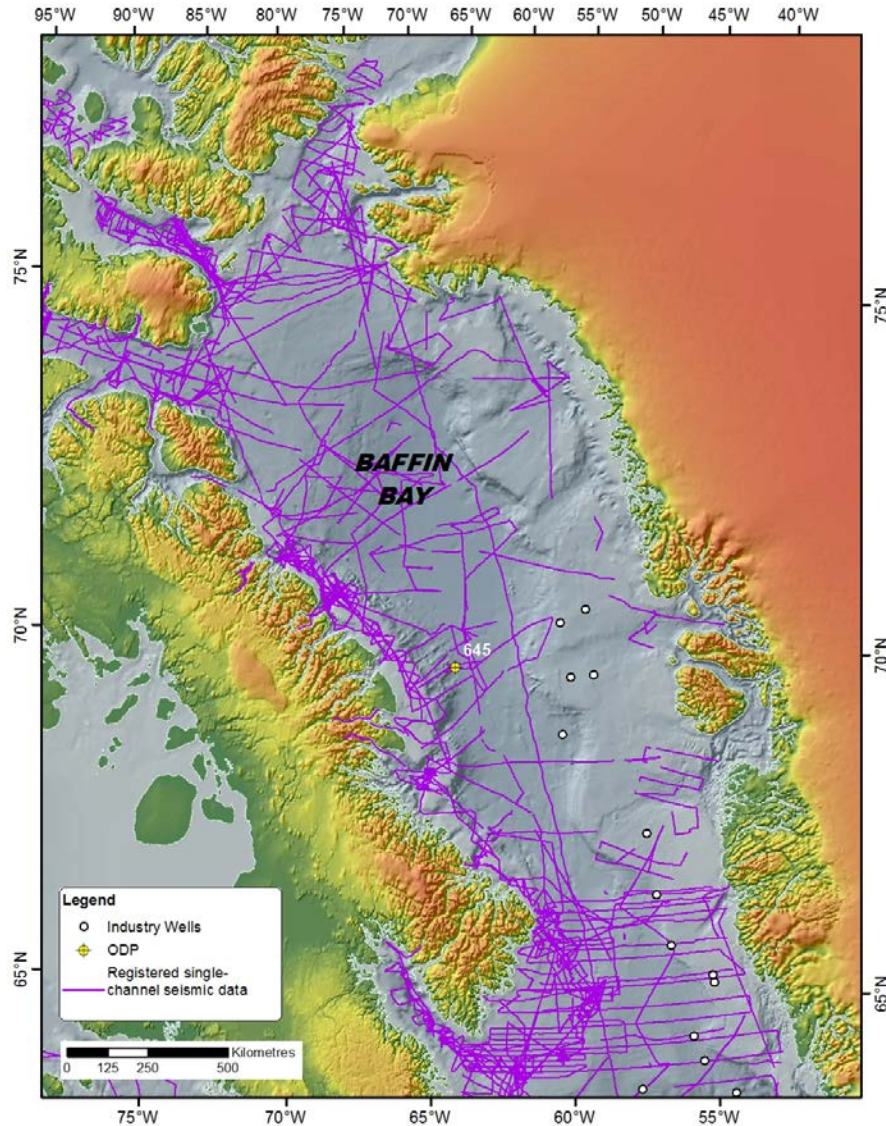 95°W 90°W 85°W 80°W 75°W 70°W 65°W 60°W 55°W 50°W 45°W 40°W
75°N
75°N
BAFFIN
BAY
70°N
645
70°N
Legend
Industry Wells
ODP
Registered single-
channel seismic data
65°N
65°N
Kilometres
0 125 250 500
75°W 70°W 65°W 60°W 55°W